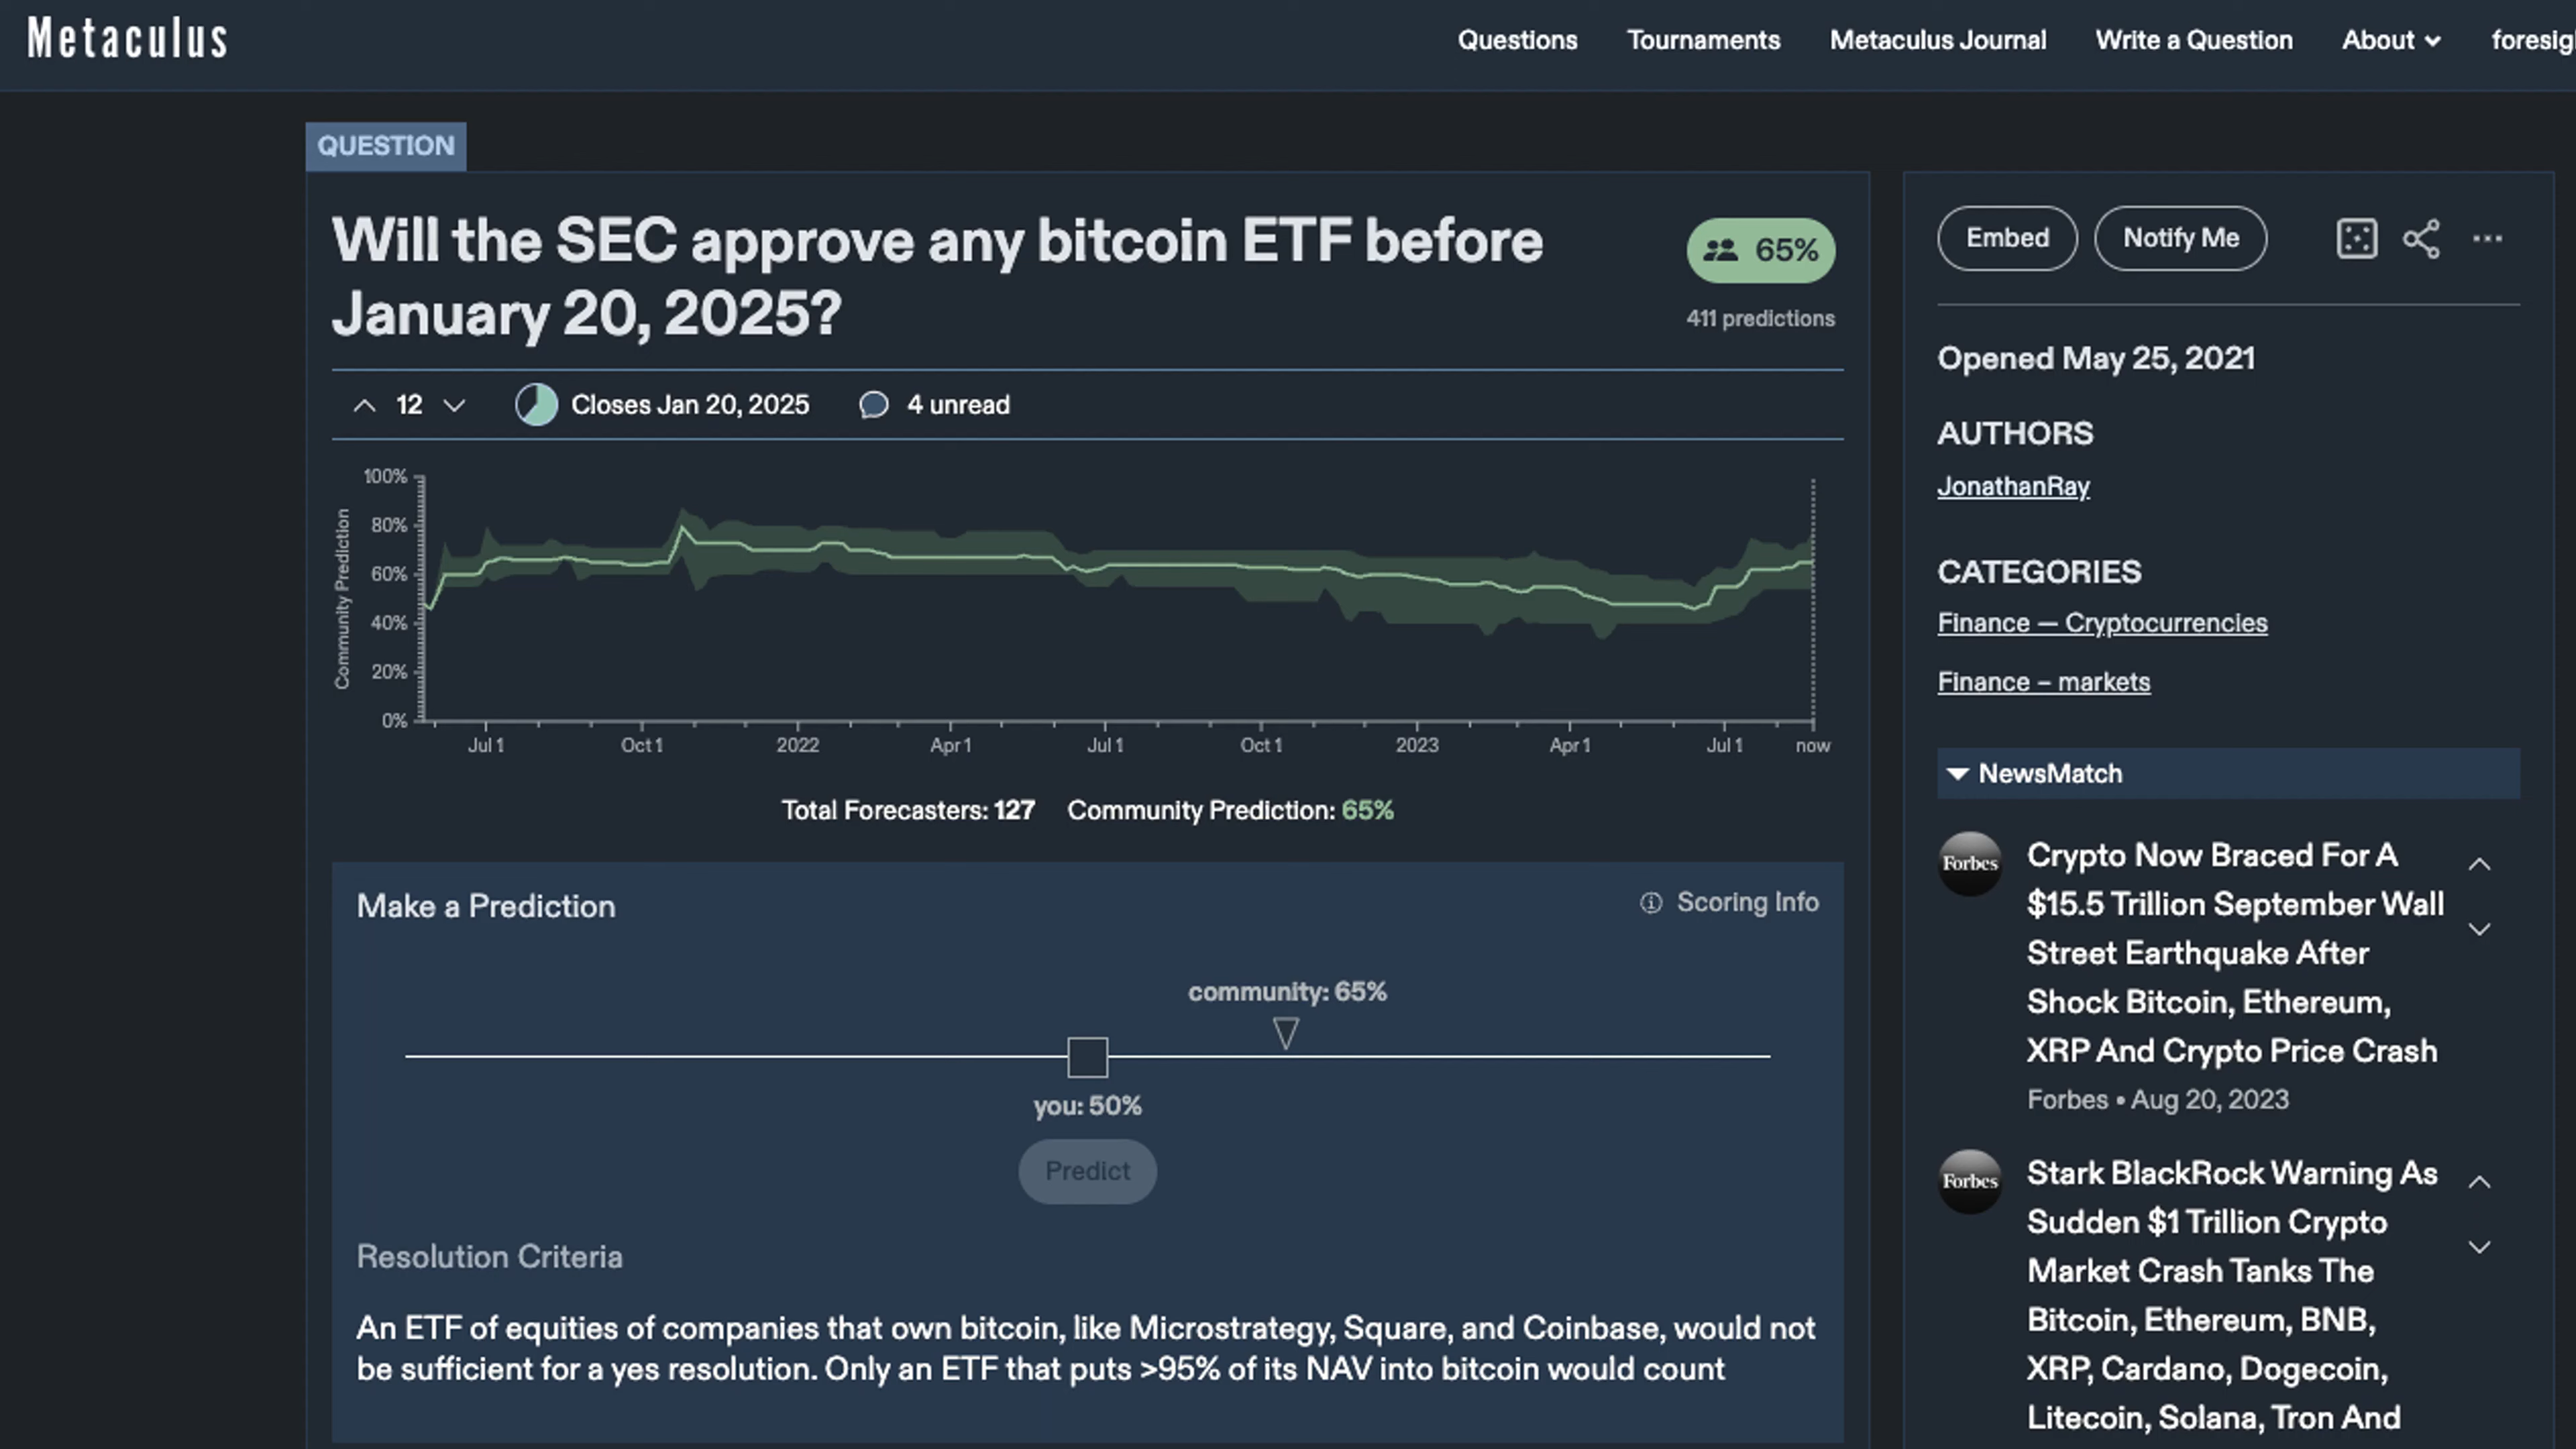 Metaculus
Questions Tournaments Metaculus Journal Write a Question About
QUESTION
Will the SEC approve any bitcoin ETF before
January 20, 2025?
65%
411 predictions
12 Closes Jan 20, 2025 4 unread
Community Prediction
100%
80%
60%
40%
20%
0%
Jul 1 Oct 1 2022 Apr 1 Jul 1 Oct 1 2023 Apr 1 Jul 1 now
Total Forecasters: 127 Community Prediction: 65%
Make a Prediction
Scoring Info
community: 65%
you: 50%
Predict
Resolution Criteria
An ETF of equities of companies that own bitcoin, like Microstrategy, Square, and Coinbase, would not
be sufficient for a yes resolution. Only an ETF that puts >95% of its NAV into bitcoin would count
Embed Notify Me
Opened May 25, 2021
AUTHORS
JonathanRay
CATEGORIES
Finance — Cryptocurrencies
Finance – markets
NewsMatch
Forbes
Crypto Now Braced For A
$15.5 Trillion September Wall
Street Earthquake After
Shock Bitcoin, Ethereum,
XRP And Crypto Price Crash
Forbes • Aug 20, 2023
Forbes
Stark BlackRock Warning As
Sudden $1 Trillion Crypto
Market Crash Tanks The
Bitcoin, Ethereum, BNB,
XRP, Cardano, Dogecoin,
Litecoin, Solana, Tron And